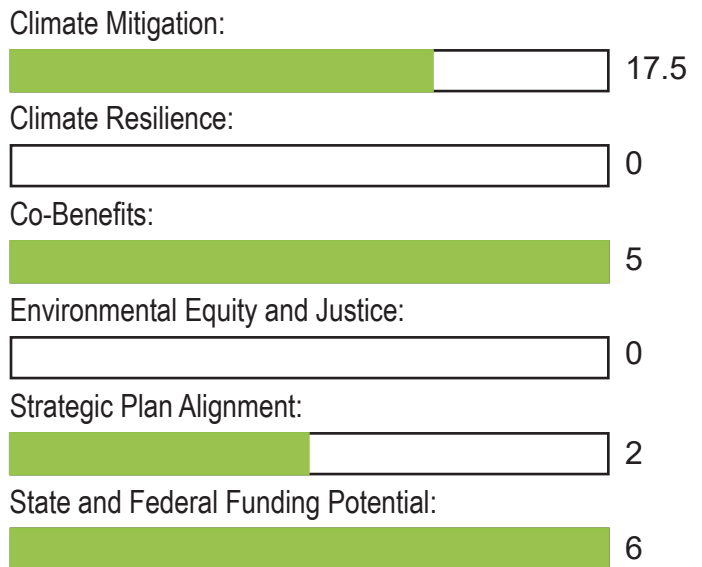 Climate Mitigation:
17.5
Climate Resilience:
0
Co-Benefits:
5
Environmental Equity and Justice:
0
Strategic Plan Alignment:
2
State and Federal Funding Potential:
6